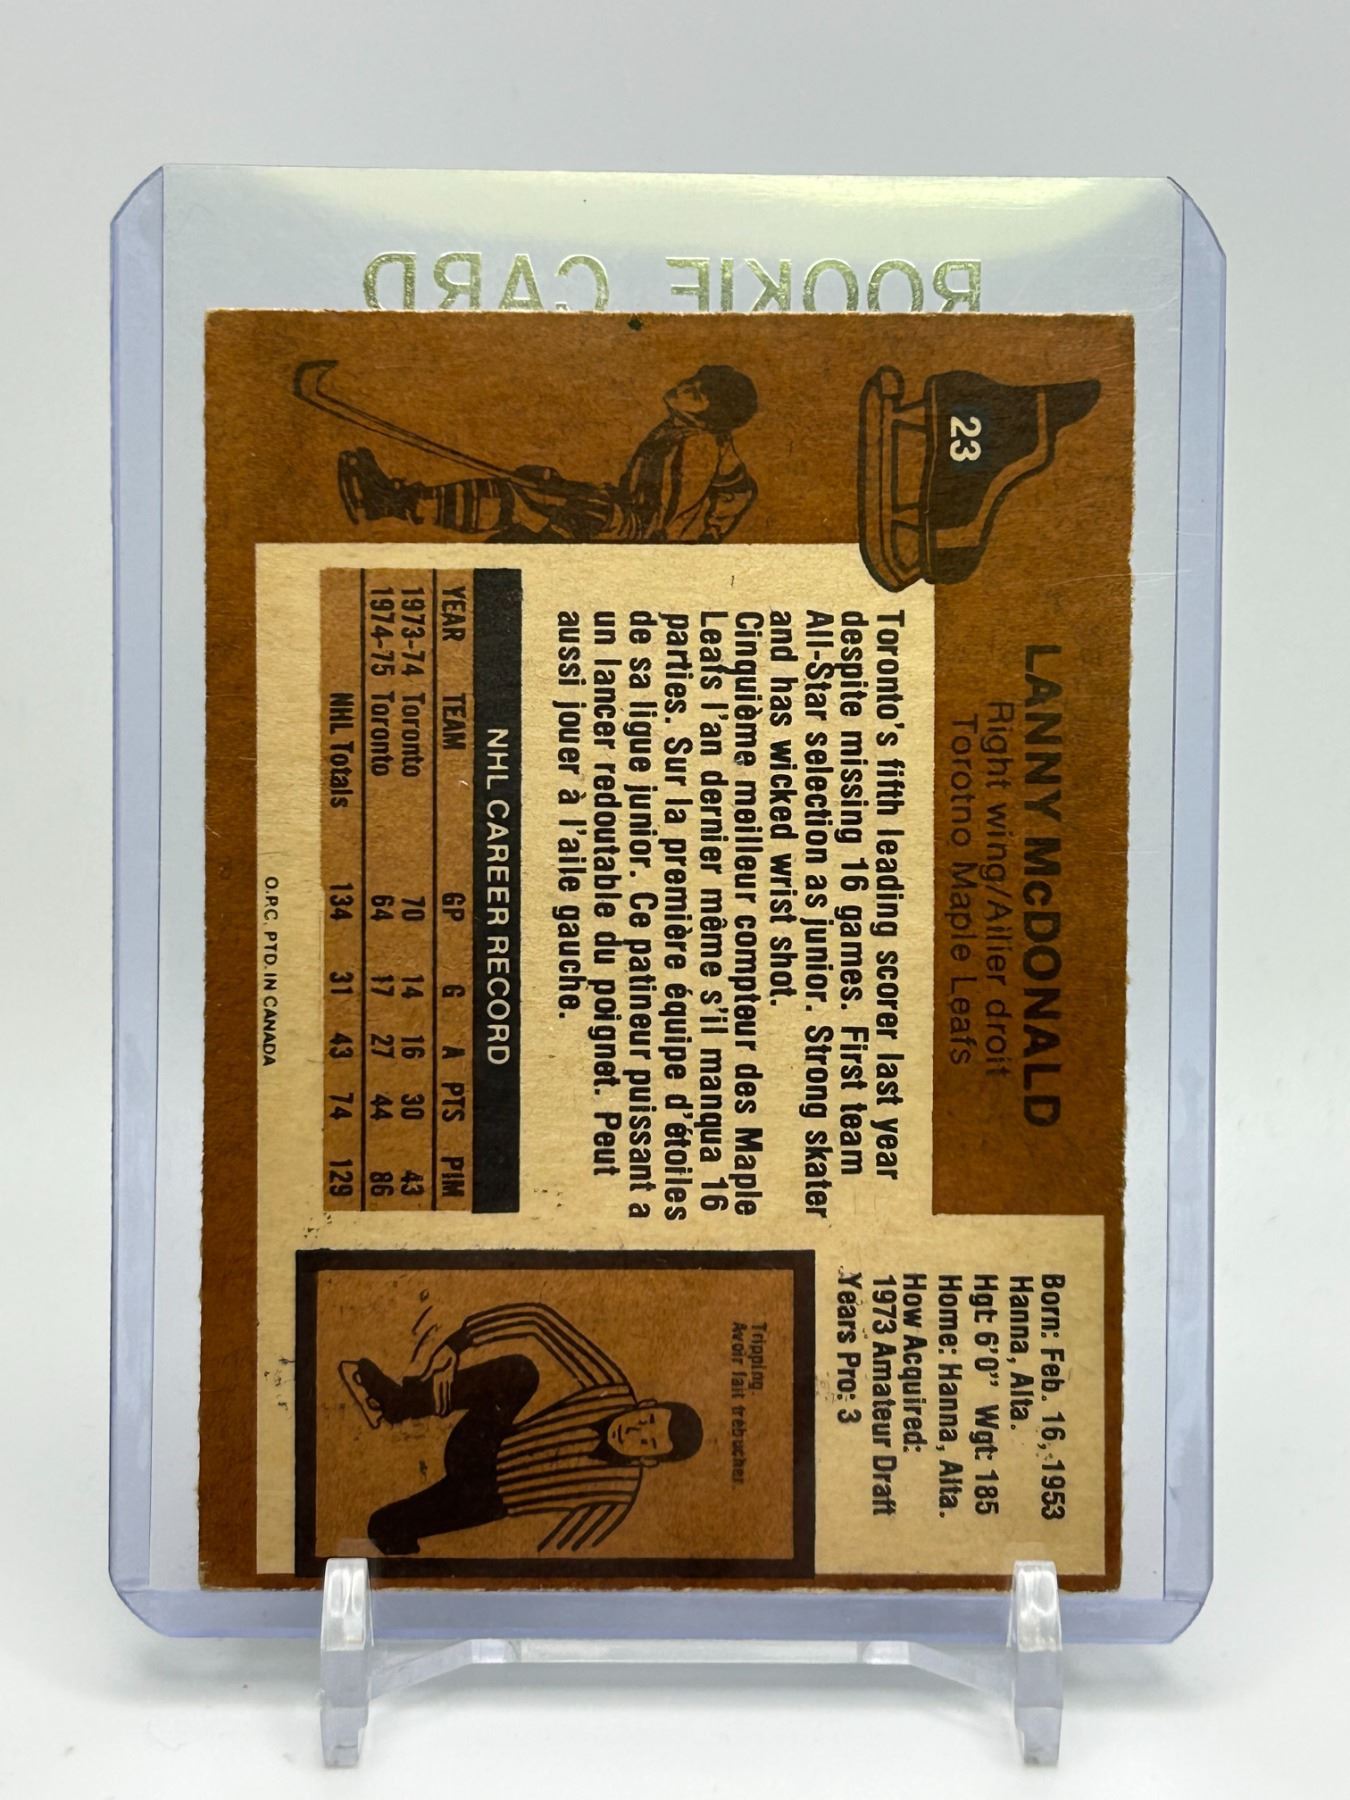 ROOKIE CARD
23
LANNY McDONALD
Right wing/Ailier droit
Torotno Maple Leafs
Born: Feb. 16, 1953
Hanna, Alta.
Hgt: 6'0" Wgt: 185
Home: Hanna, Alta.
How Acquired:
1973 Amateur Draft
Years Pro: 3
Toronto's fifth leading scorer last year
despite missing 16 games. First team
All-Star selection as junior. Strong skater
and has wicked wrist shot.
Cinquième meilleur compteur des Maple
Leafs l'an dernier même s'il manqua 16
parties. Sur la première équipe d'étoiles
de sa ligue junior. Ce patineur puissant a
un lancer redoutable du poignet. Peut
aussi jouer à l'aile gauche.
NHL CAREER RECORD
YEAR TEAM GP G A PTS PIM
1973-74 Toronto 70 14 16 30 43
1974-75 Toronto 64 17 27 44 86
NHL Totals 134 31 43 74 129
O.P.C. PTD. IN CANADA
Tripping.
Avoir fait trébucher.